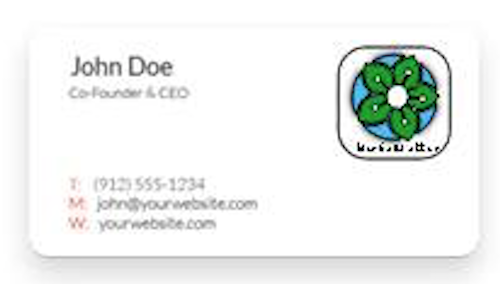 John Doe
Co-Founder & CEO
T: (912) 555-1234
M: john@yourwebsite.com
W: yourwebsite.com